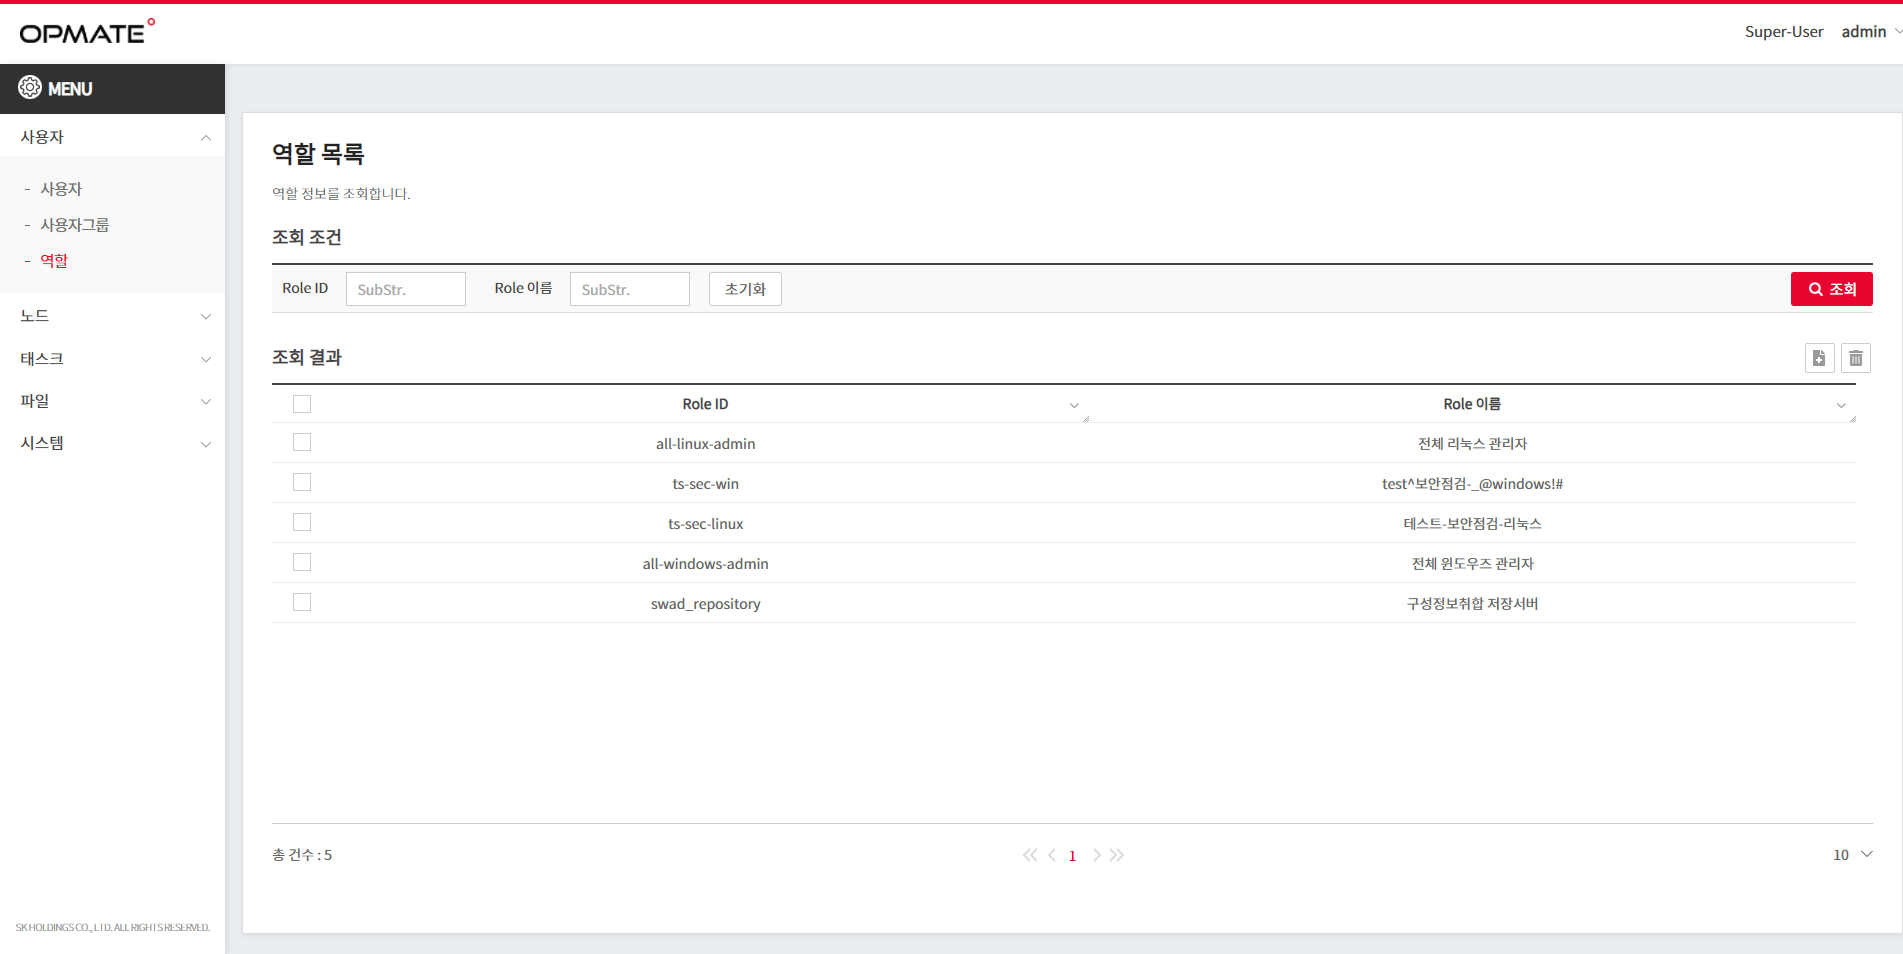 OPMATE
Super-User admin
MENU
사용자
- 사용자
- 사용자그룹
- 역할
노드
태스크
파일
시스템
SK HOLDINGS CO., LTD. ALL RIGHTS RESERVED.
역할 목록
역할 정보를 조회합니다.
조회 조건
Role ID SubStr. Role 이름 SubStr. 초기화 조회
조회 결과
Role ID Role 이름
all-linux-admin 전체 리눅스 관리자
ts-sec-win test^보안점검-_@windows!#
ts-sec-linux 테스트-보안점검-리눅스
all-windows-admin 전체 윈도우즈 관리자
swad_repository 구성정보취합 저장서버
총 건수 : 5 1 10